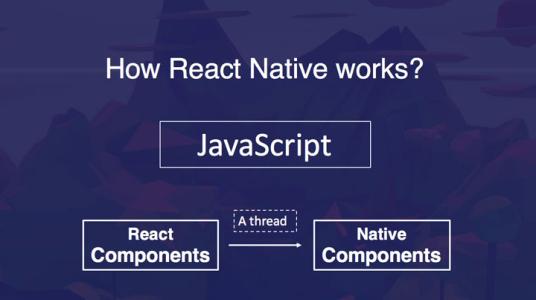 How React Native works?
JavaScript
A thread
React
Components
Native
Components